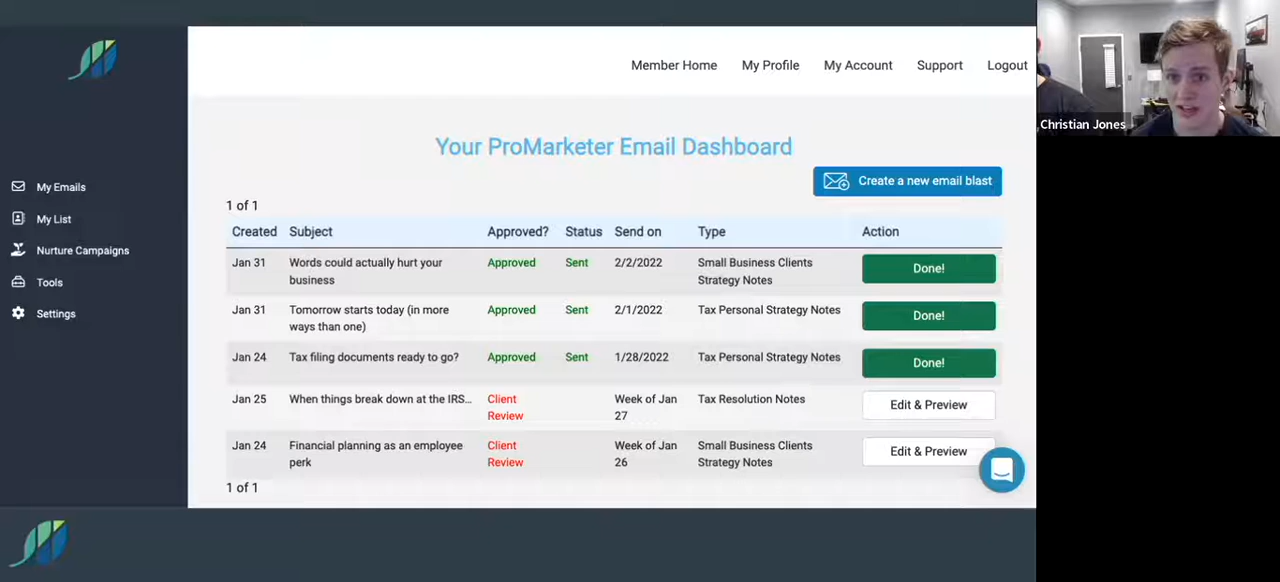 Member Home My Profile My Account Support Logout
Christian Jones
Your ProMarketer Email Dashboard
Create a new email blast
My Emails
My List
Nurture Campaigns
Tools
Settings
1 of 1
Created Subject Approved? Status Send on Type Action
Jan 31 Words could actually hurt your Approved Sent 2/2/2022 Small Business Clients Done!
business Strategy Notes
Jan 31 Tomorrow starts today (in more Approved Sent 2/1/2022 Tax Personal Strategy Notes Done!
ways than one)
Jan 24 Tax filing documents ready to go? Approved Sent 1/28/2022 Tax Personal Strategy Notes Done!
Jan 25 When things break down at the IRS... Client Week of Jan Tax Resolution Notes Edit & Preview
Review 27
Jan 24 Financial planning as an employee Client Week of Jan Small Business Clients Edit & Preview
perk Review 26 Strategy Notes
1 of 1